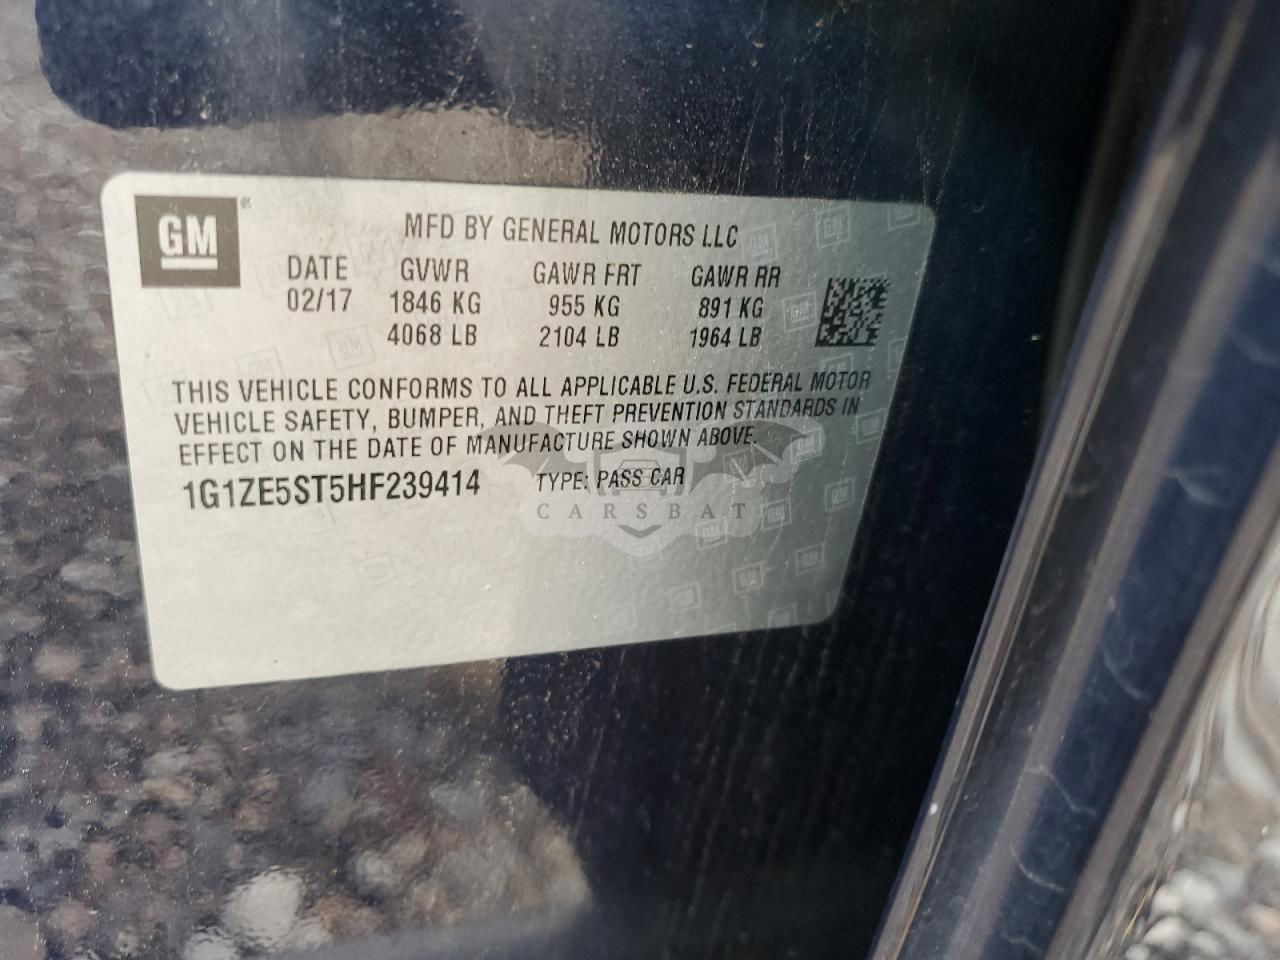 GM
MFD BY GENERAL MOTORS LLC
DATE GVWR GAWR FRT GAWR RR
02/17 1846 KG 955 KG 891 KG
4068 LB 2104 LB 1964 LB
THIS VEHICLE CONFORMS TO ALL APPLICABLE U.S. FEDERAL MOTOR
VEHICLE SAFETY, BUMPER, AND THEFT PREVENTION STANDARDS IN
EFFECT ON THE DATE OF MANUFACTURE SHOWN ABOVE.
1G1ZE5ST5HF239414 TYPE: PASS CAR
CARSBAT